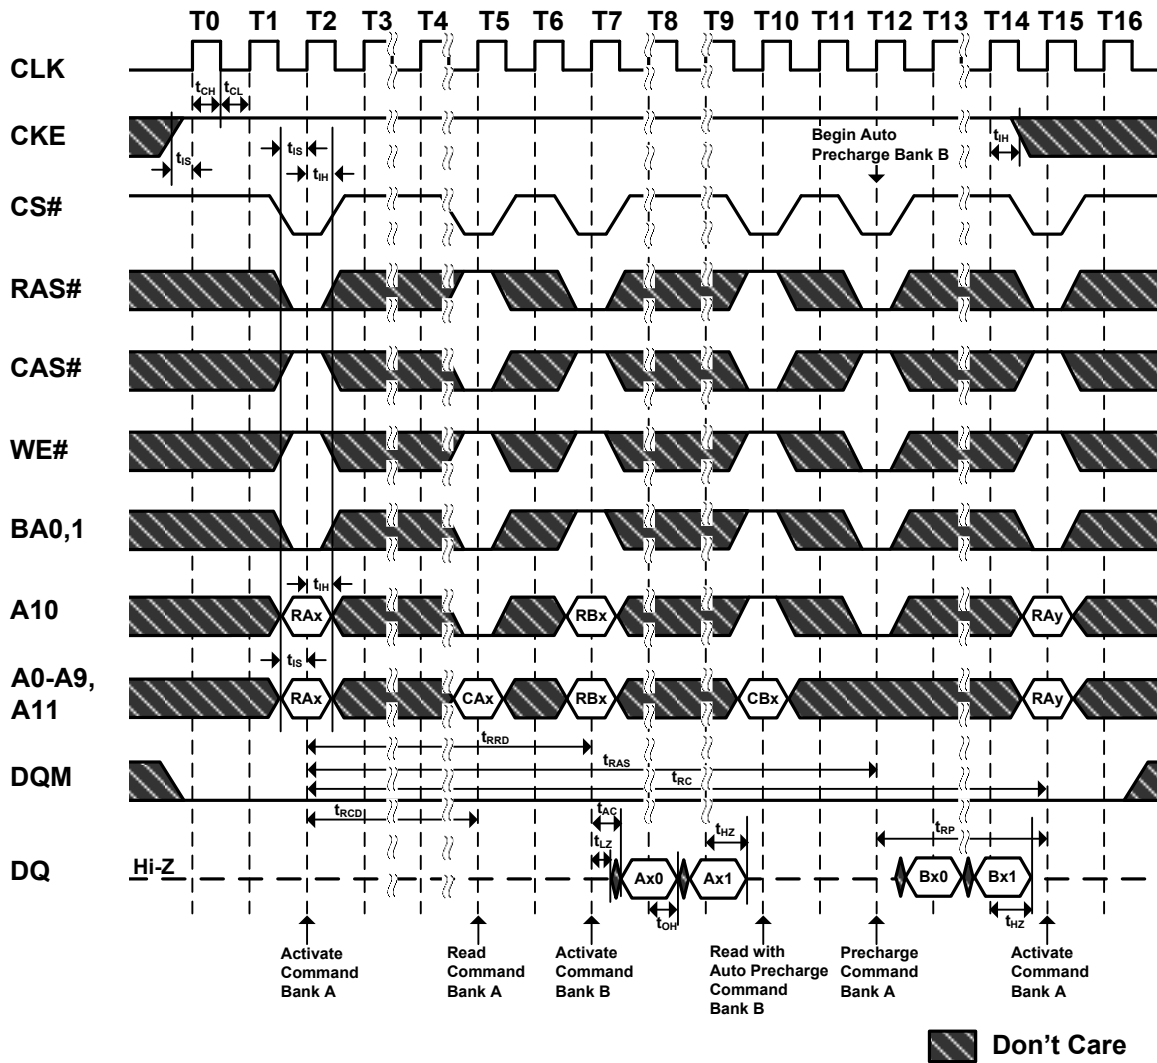 T0 T1 T2 T3 T4 T5 T6 T7 T8 T9 T10 T11 T12 T13 T14 T15 T16
CLK
tCH tCL
CKE
tIS
tIS
tIH
Begin Auto
Precharge Bank B
tIH
CS#
RAS#
CAS#
WE#
BA0,1
tIH
A10
RAx RBx RAy
tIS
A0-A9,
A11
RAx CAx RBx CBx RAy
tRRD
tRAS
DQM
tRC
tRCD
tAC
tHZ
tRP
tLZ
DQ
Hi-Z
Ax0 Ax1 Bx0 Bx1
tOH
tHZ
Activate
Command
Bank A
Read
Command
Bank A
Activate
Command
Bank B
Read with
Auto Precharge
Command
Bank B
Precharge
Command
Bank A
Activate
Command
Bank A
Don't Care